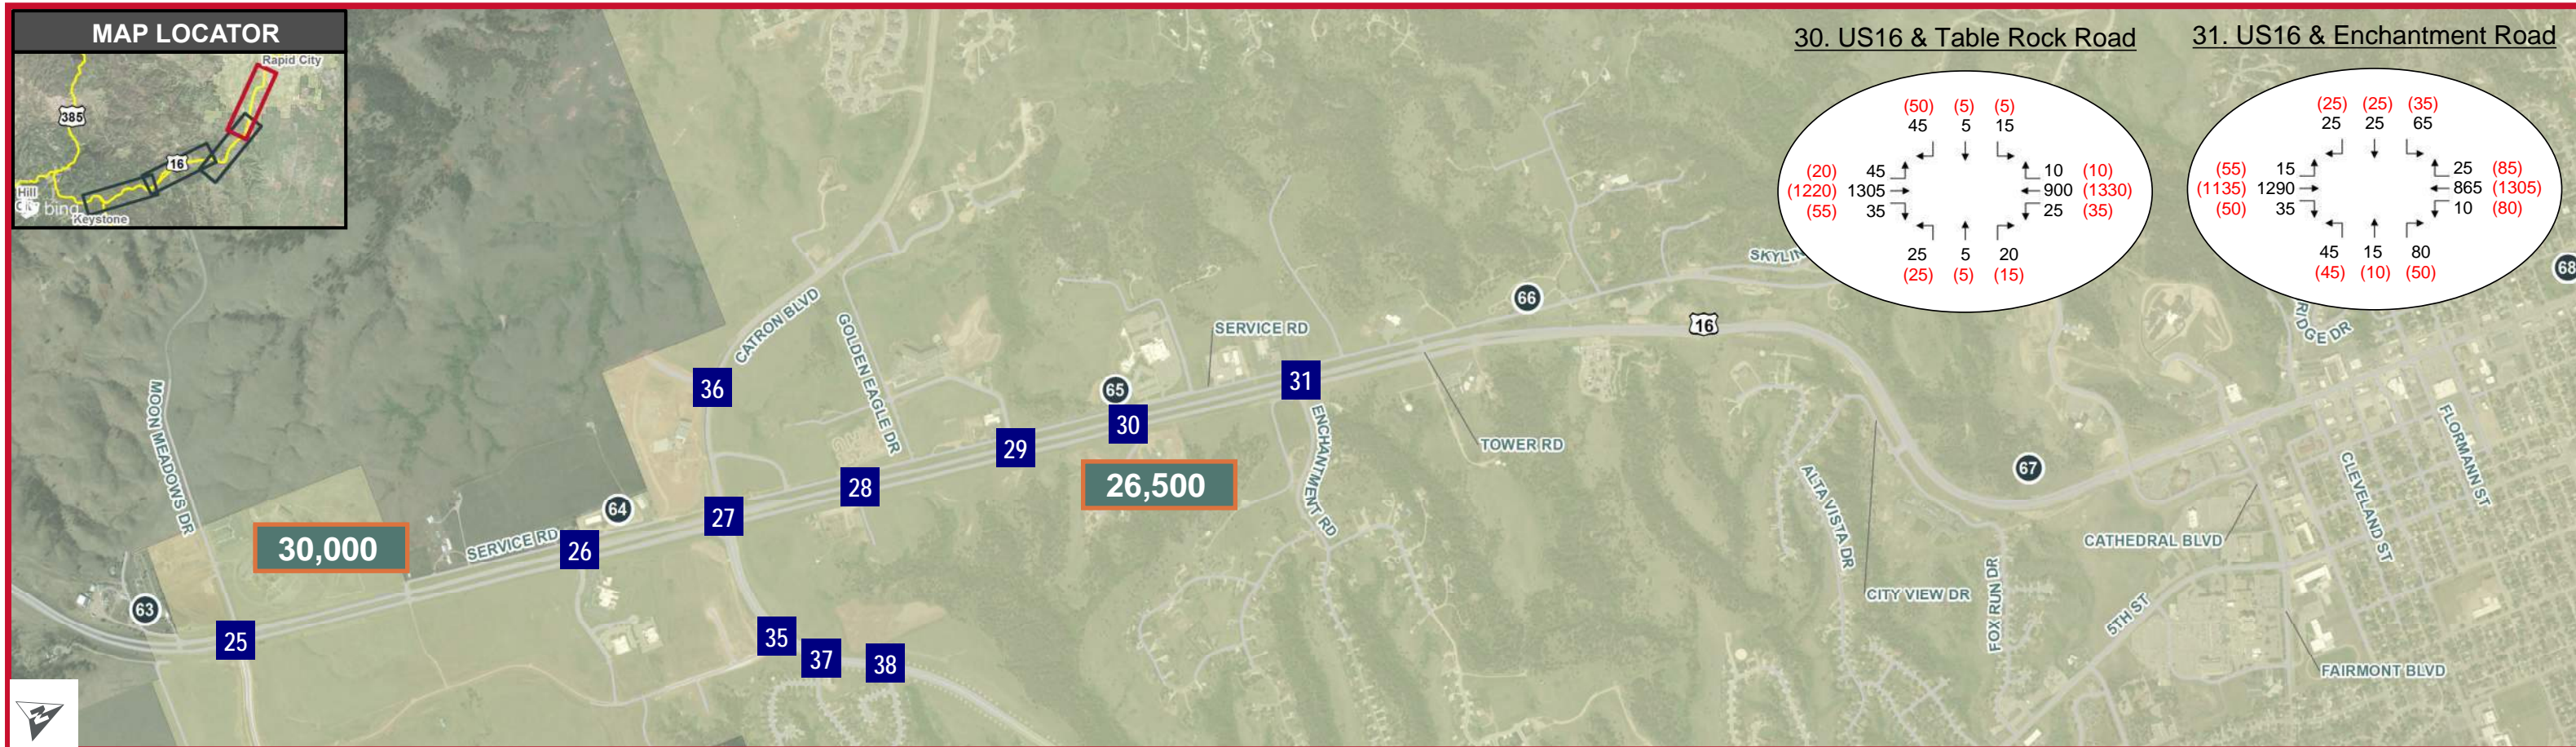 MAP LOCATOR
Rapid City
385
16
Hill
City
bing
Keystone
30. US16 & Table Rock Road
(50) (5) (5)
45 5 15
(20) 45 10 (10)
(1220) 1305 900 (1330)
(55) 35 25 (35)
25 5 20
(25) (5) (15)
31. US16 & Enchantment Road
(25) (25) (35)
25 25 65
(55) 15 25 (85)
(1135) 1290 865 (1305)
(50) 35 10 (80)
45 15 80
(45) (10) (50)
SKYLIN
68
66
16
SERVICE RD
CATRON BLVD
GOLDEN EAGLE DR
RIDGE DR
36
31
65
30
MOON MEADOWS DR
ENCHANTMENT RD
TOWER RD
FLORMANN ST
29
28
26,500
67
ALTA VISTA DR
CLEVELAND ST
64
27
30,000
SERVICE RD
26
CATHEDRAL BLVD
CITY VIEW DR
FOX RUN DR
5TH ST
63
25
35
37
38
FAIRMONT BLVD
N